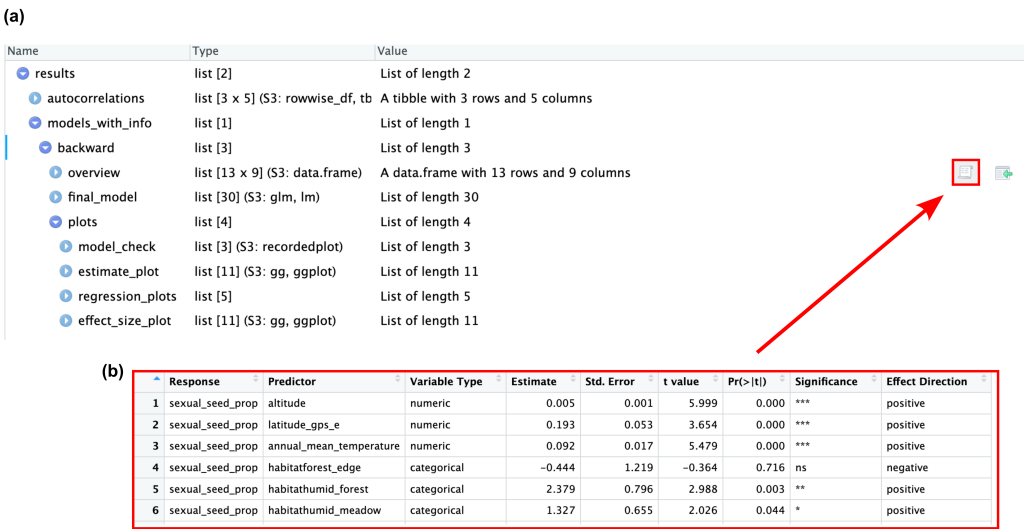 (a)
Name Type Value
results list [2] List of length 2
autocorrelations list [3 x 5] (S3: rowwise_df, tb A tibble with 3 rows and 5 columns
models_with_info list [1] List of length 1
backward list [3] List of length 3
overview list [13 x 9] (S3: data.frame) A data.frame with 13 rows and 9 columns
final_model list [30] (S3: glm, lm) List of length 30
plots list [4] List of length 4
model_check list [3] (S3: recordedplot) List of length 3
estimate_plot list [11] (S3: gg, ggplot) List of length 11
regression_plots list [5] List of length 5
effect_size_plot list [11] (S3: gg, ggplot) List of length 11
(b)
Response Predictor Variable Type Estimate Std. Error t value Pr(>|t|) Significance Effect Direction
1 sexual_seed_prop altitude numeric 0.005 0.001 5.999 0.000 *** positive
2 sexual_seed_prop latitude_gps_e numeric 0.193 0.053 3.654 0.000 *** positive
3 sexual_seed_prop annual_mean_temperature numeric 0.092 0.017 5.479 0.000 *** positive
4 sexual_seed_prop habitatforest_edge categorical −0.444 1.219 −0.364 0.716 ns negative
5 sexual_seed_prop habitathumid_forest categorical 2.379 0.796 2.988 0.003 ** positive
6 sexual_seed_prop habitathumid_meadow categorical 1.327 0.655 2.026 0.044 * positive